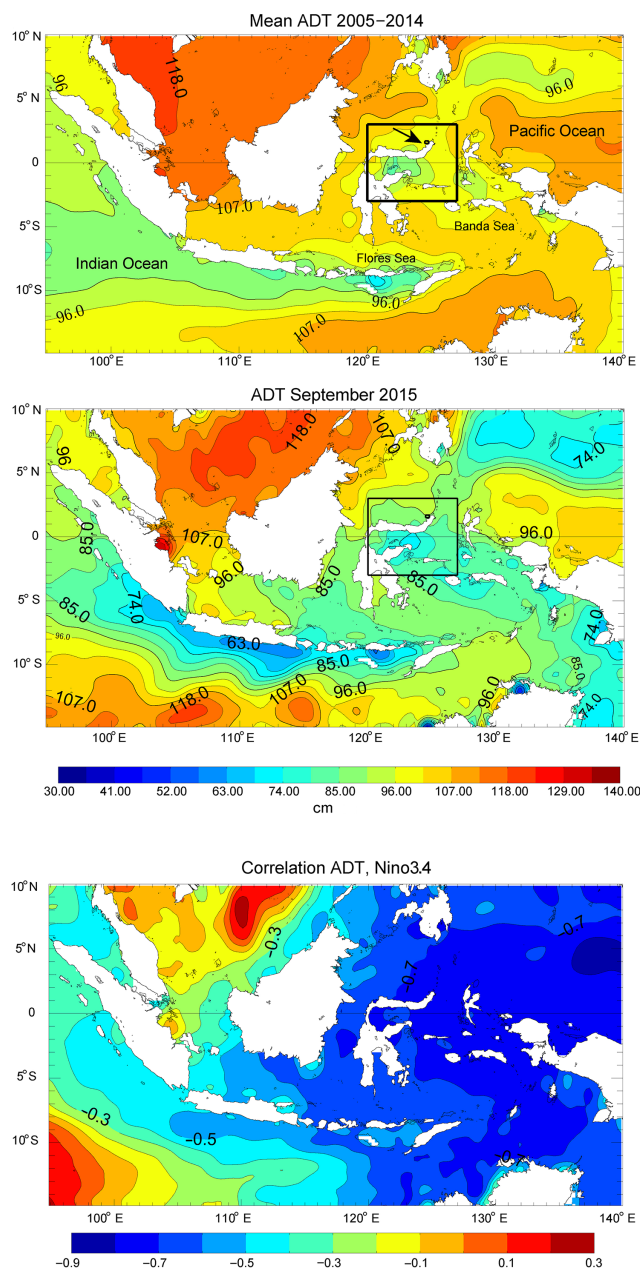 Mean ADT 2005−2014
10° N
96
118.0
96.0
5° N
Pacific Ocean
0
107.0
5° S
Banda Sea
Indian Ocean
Flores Sea
10°S
96.0
96.0
107.0
100° E
110° E
120° E
130° E
140° E
ADT September 2015
10° N
118.0
107.0
74.0
96
5° N
85.0
107.0
96.0
0
96.0
85.0
85.0
5° S
85.0
74.0
74.0
96.0
63.0
85.0
85.0
10° S
107.0
118.0
107.0
96.0
96.0
74.0
100° E
110° E
120° E
130° E
140° E
30.00 41.00 52.00 63.00 74.00 85.00 96.00 107.00 118.00 129.00 140.00
cm
Correlation ADT, Nino3.4
10° N
−0.3
−0.7
5° N
−0.7
0
5° S
−0.3
−0.5
10°S
100° E
110° E
120° E
130° E
140° E
−0.9 −0.7 −0.5 −0.3 −0.1 0.1 0.3